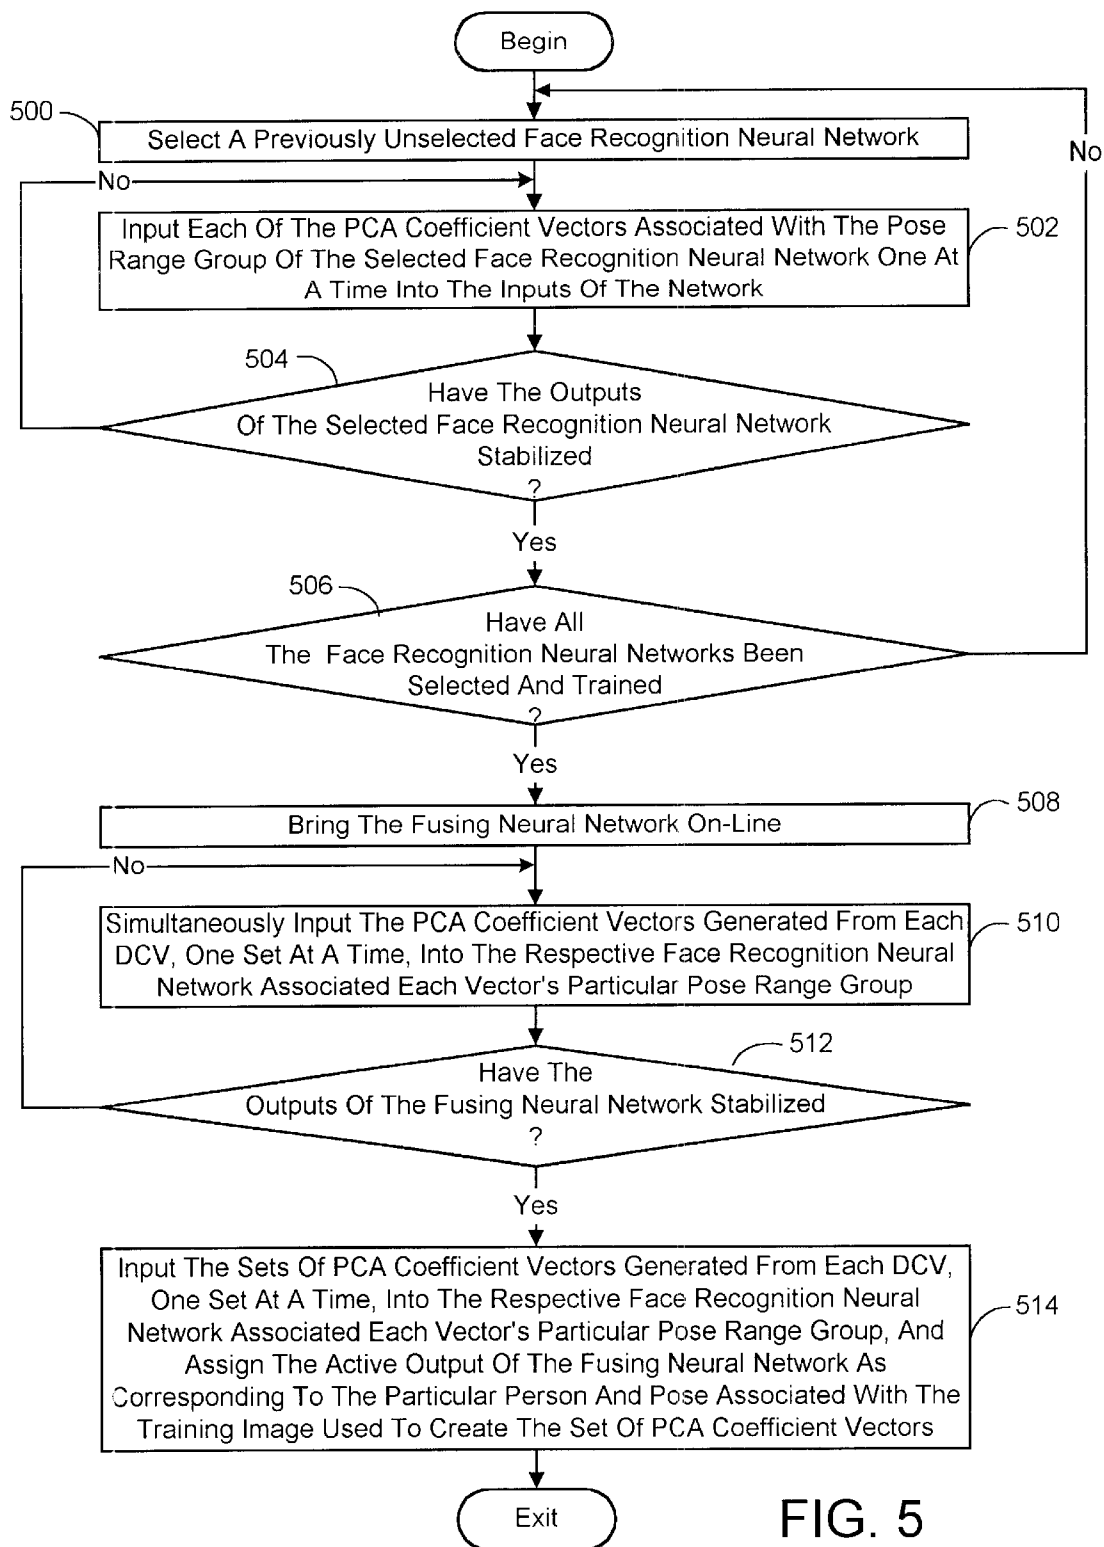 Begin
500
Select A Previously Unselected Face Recognition Neural Network
No
No
Input Each Of The PCA Coefficient Vectors Associated With The Pose
Range Group Of The Selected Face Recognition Neural Network One At
A Time Into The Inputs Of The Network
502
504
Have The Outputs
Of The Selected Face Recognition Neural Network
Stabilized
?
Yes
506
Have All
The Face Recognition Neural Networks Been
Selected And Trained
?
Yes
508
Bring The Fusing Neural Network On-Line
No
Simultaneously Input The PCA Coefficient Vectors Generated From Each
DCV, One Set At A Time, Into The Respective Face Recognition Neural
Network Associated Each Vector's Particular Pose Range Group
510
512
Have The
Outputs Of The Fusing Neural Network Stabilized
?
Yes
Input The Sets Of PCA Coefficient Vectors Generated From Each DCV,
One Set At A Time, Into The Respective Face Recognition Neural
Network Associated Each Vector's Particular Pose Range Group, And
Assign The Active Output Of The Fusing Neural Network As
Corresponding To The Particular Person And Pose Associated With The
Training Image Used To Create The Set Of PCA Coefficient Vectors
514
Exit
FIG. 5